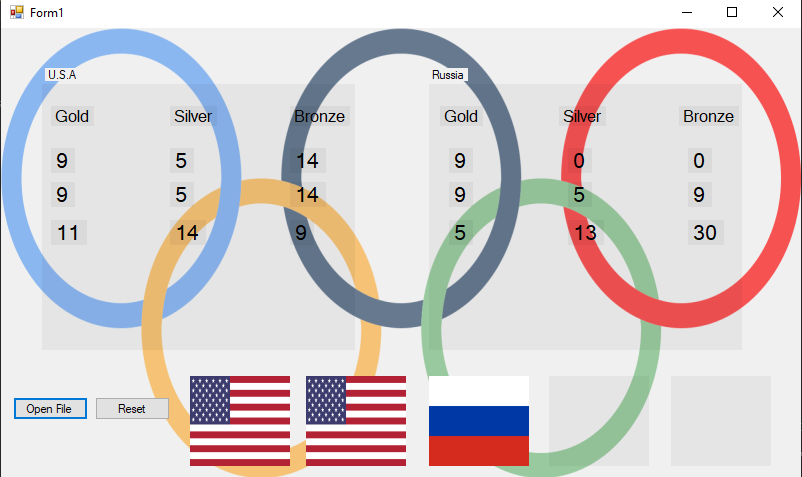 Form1
U.S.A
Russia
Gold Silver Bronze
Gold Silver Bronze
9 5 14
9 0 0
9 5 14
9 5 9
11 14 9
5 13 30
Open File
Reset